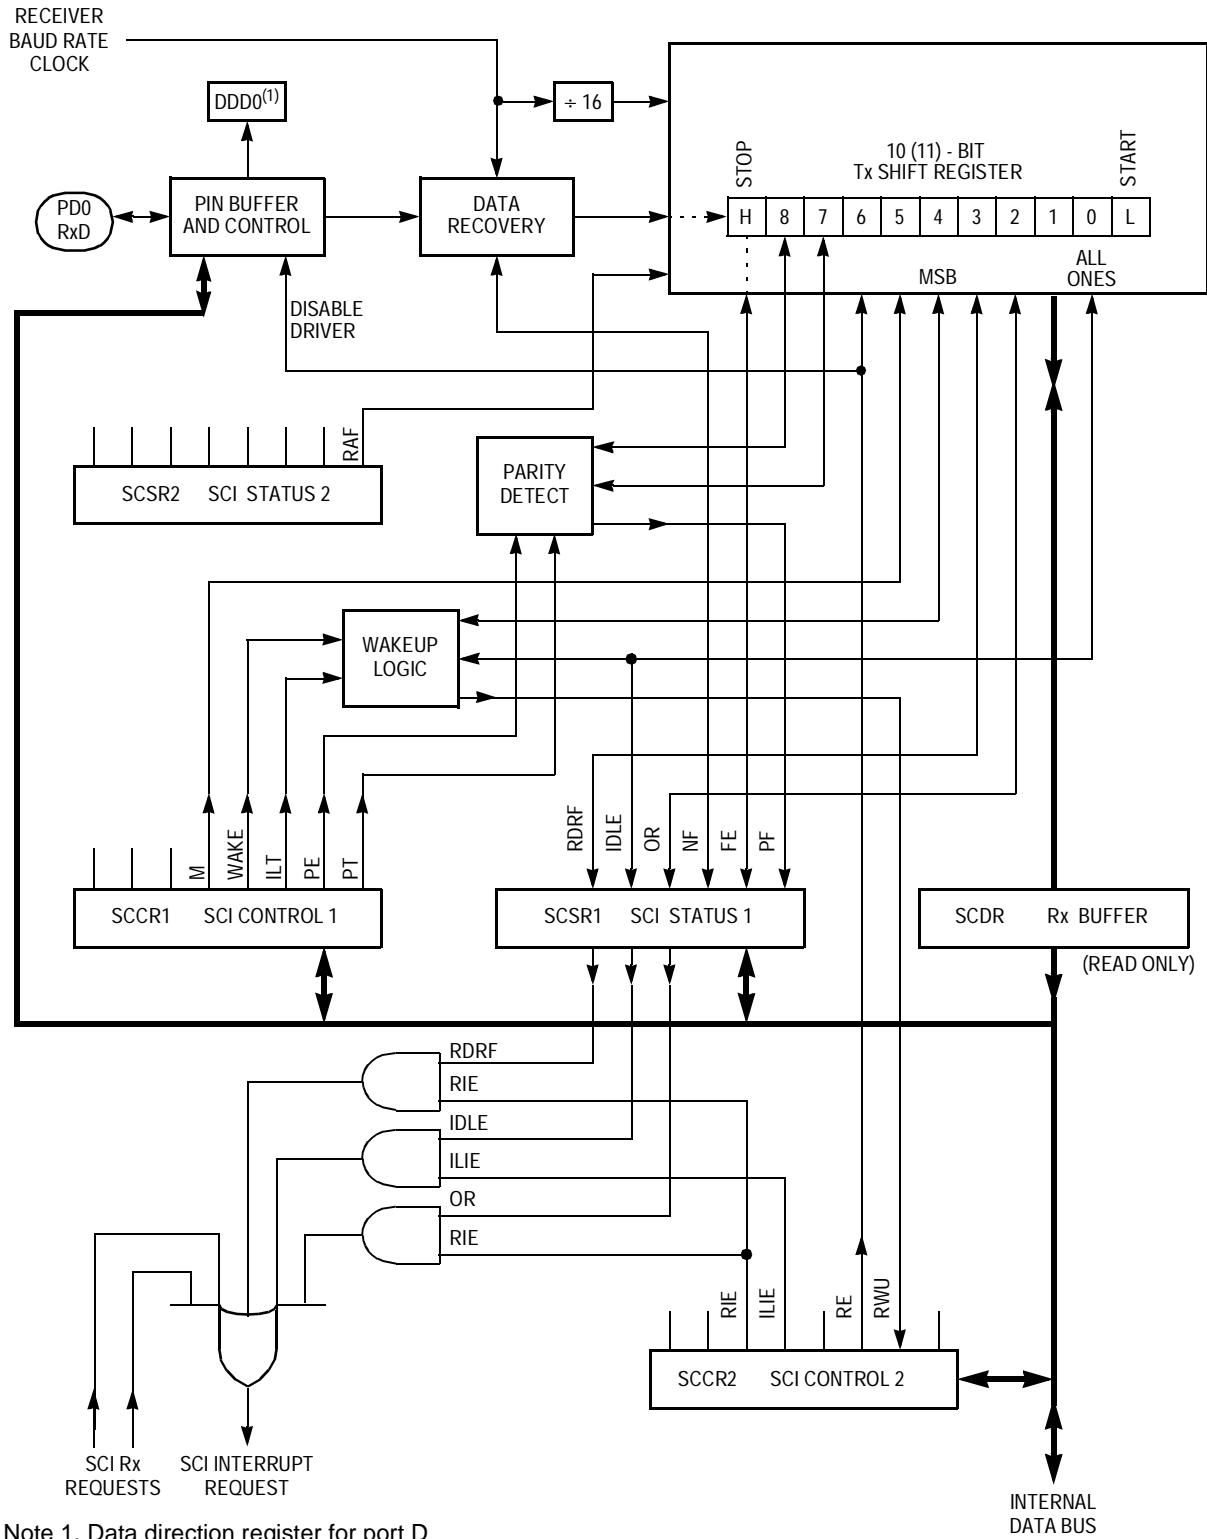 RECEIVER
BAUD RATE
CLOCK
DDD0(1)
÷ 16
STOP
10 (11) - BIT
Tx SHIFT REGISTER
START
PD0
RxD
PIN BUFFER
AND CONTROL
DATA
RECOVERY
H 8 7 6 5 4 3 2 1 0 L
MSB
ALL
ONES
DISABLE
DRIVER
RAF
SCSR2 SCI STATUS 2
PARITY
DETECT
WAKEUP
LOGIC
M
WAKE
ILT
PE
PT
RDRF
IDLE
OR
NF
FE
PF
SCCR1 SCI CONTROL 1
SCSR1 SCI STATUS 1
SCDR Rx BUFFER
(READ ONLY)
RDRF
RIE
IDLE
ILIE
OR
RIE
RIE
ILIE
RE
RWU
SCCR2 SCI CONTROL 2
SCI Rx
REQUESTS
SCI INTERRUPT
REQUEST
INTERNAL
DATA BUS
Note 1. Data direction register for port D